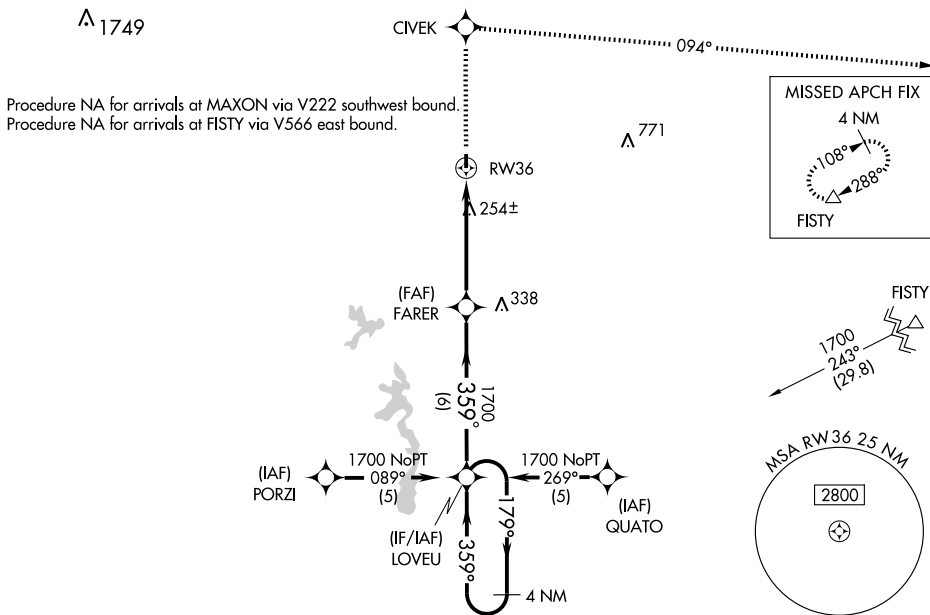 1749
CIVEK
094°
Procedure NA for arrivals at MAXON via V222 southwest bound.
Procedure NA for arrivals at FISTY via V566 east bound.
MISSED APCH FIX
4 NM
108°
288°
FISTY
771
RW36
254±
(FAF)
FARER
338
FISTY
1700
243°
(29.8)
1700
359°
(6)
MSA RW36 25 NM
2800
(IAF)
PORZI
1700 NoPT
089°
(5)
1700 NoPT
269°
(5)
(IAF)
QUATO
(IF/IAF)
LOVEU
359°
179°
4 NM